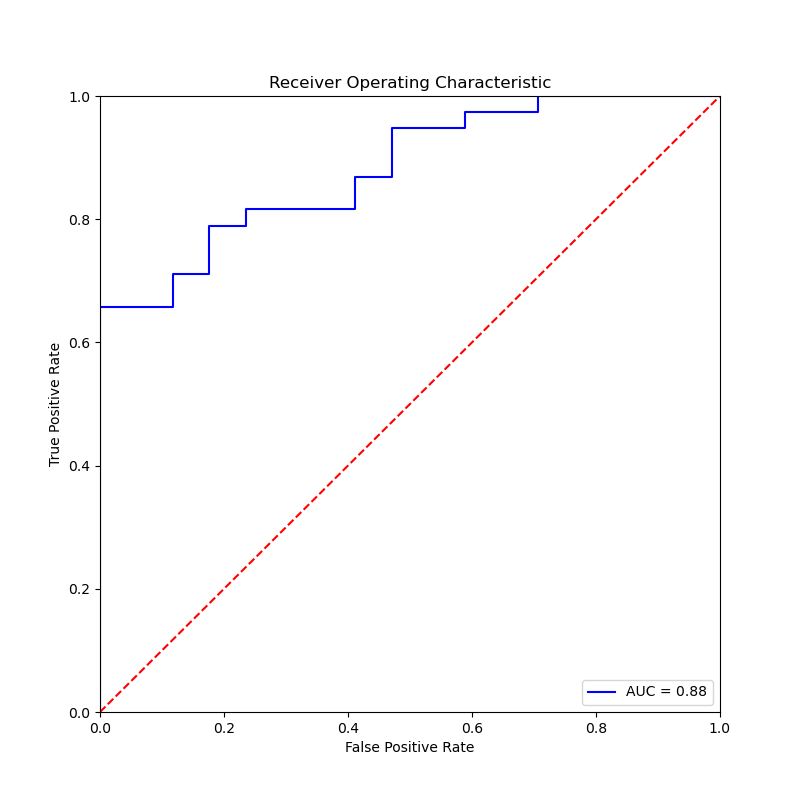 Receiver Operating Characteristic
1.0
0.8
0.6
0.4
0.2
0.0
True Positive Rate
AUC = 0.88
0.0 0.2 0.4 0.6 0.8 1.0
False Positive Rate